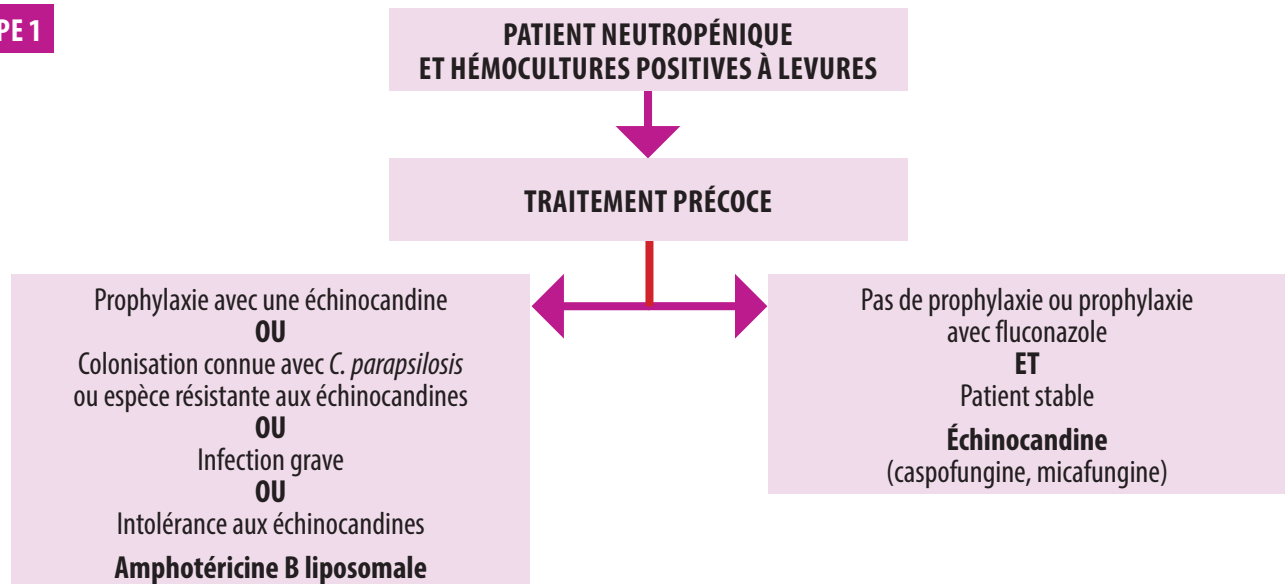 PE 1
PATIENT NEUTROPÉNIQUE
ET HÉMOCULTURES POSITIVES À LEVURES
TRAITEMENT PRÉCOCE
Prophylaxie avec une échinocandine
OU
Colonisation connue avec C. parapsilosis
ou espèce résistante aux échinocandines
OU
Infection grave
OU
Intolérance aux échinocandines
Amphotéricine B liposomale
Pas de prophylaxie ou prophylaxie
avec fluconazole
ET
Patient stable
Échinocandine
(caspofungine, micafungine)